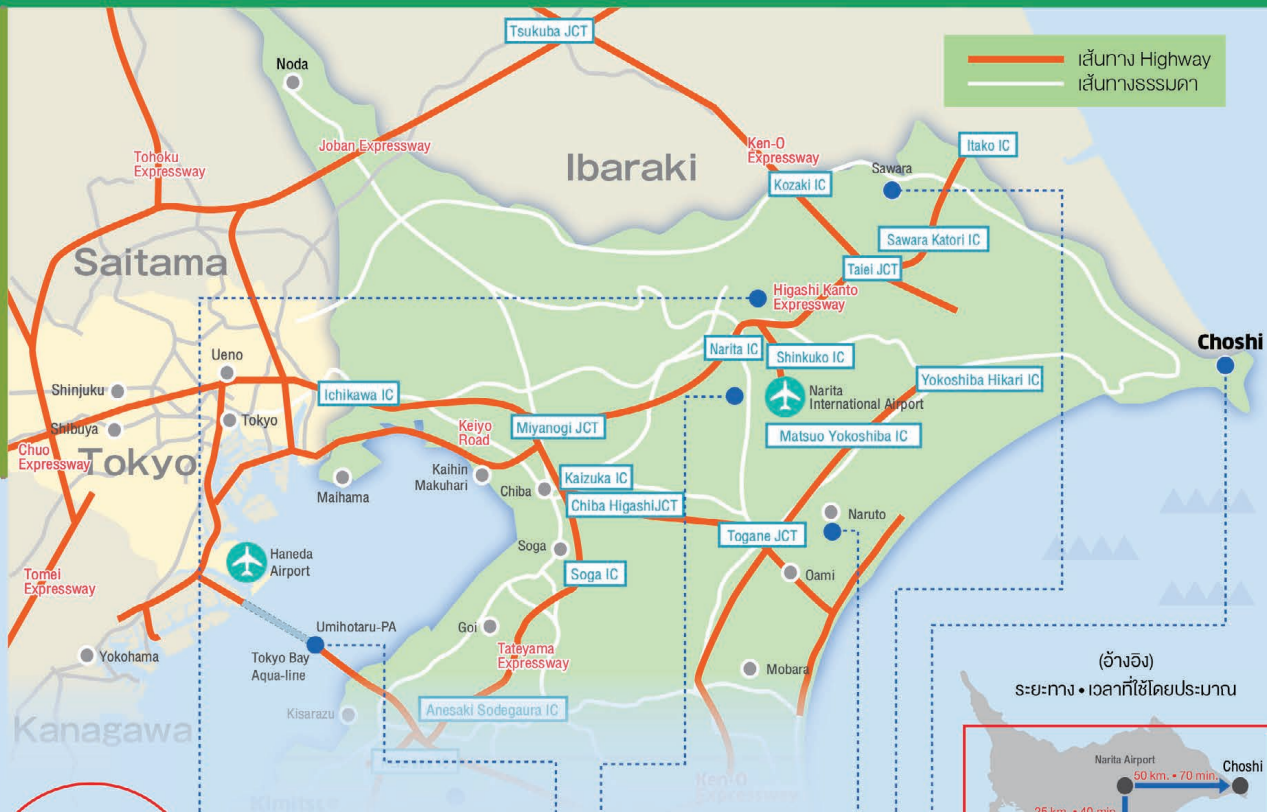 Tsukuba JCT
เส้นทาง Highway
เส้นทางธรรมดา
Noda
Joban Expressway
Tohoku
Expressway
Ibaraki
Ken-O
Expressway
Itako IC
Sawara
Kozaki IC
Sawara Katori IC
Saitama
Taiei JCT
Higashi Kanto
Expressway
Choshi
Ueno
Narita IC
Shinkuko IC
Shinjuku
Ichikawa IC
Yokoshiba Hikari IC
Narita
International Airport
Tokyo
Shibuya
Keiyo
Road
Miyanogi JCT
Matsuo Yokoshiba IC
Chuo
Expressway
Tokyo
Kaihin
Makuhari
Maihama
Kaizuka IC
Chiba
Chiba HigashiJCT
Naruto
Togane JCT
Haneda
Airport
Soga
Soga IC
Oami
Tomei
Expressway
Umihotaru-PA
Goi
Tokyo Bay
Aqua-line
Tateyama
Expressway
Yokohama
Mobara
(อ้างอิง)
ระยะทาง • เวลาที่ใช้โดยประมาณ
Kisarazu
Anesaki Sodegaura IC
Kanagawa
Narita Airport
Choshi
50 km. • 70 min.
Ken-O
Expressway
Kimitsu
25 km. • 40 min.